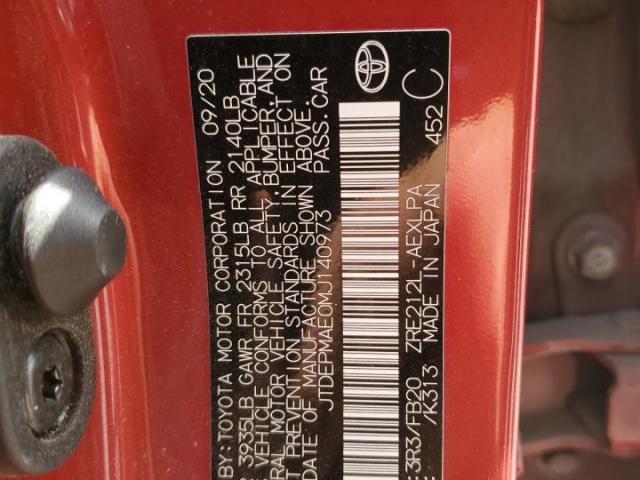 BY:TOYOTA MOTOR CORPORATION 09/20
3935LB GAWR FR 2315LB RR 2140LB
VEHICLE CONFORMS TO ALL APPLICABLE
MOTOR VEHICLE SAFETY,BUMPER,AND
PREVENTION STANDARDS IN EFFECT ON
DATE OF MANUFACTURE SHOWN ABOVE.
JTDEPMAE0MJ140973 PASS.CAR
3R3/FB20 ZRE212L-AEXLPA 452 C
/K313 MADE IN JAPAN